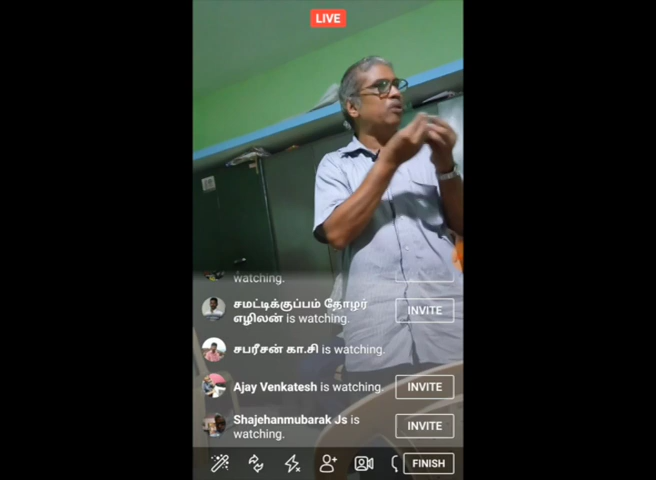 LIVE
watching.
சமட்டிக்குப்பம் தோழர்
எழிலன் is watching.
INVITE
சபரீசன் கா.சி is watching.
Ajay Venkatesh is watching.
INVITE
Shajehanmubarak Js is
watching.
INVITE
FINISH